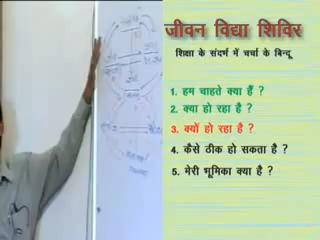 जीवन विद्या शिविर
शिक्षा के संदर्भ में चर्चा के बिन्दू
1. हम चाहते क्या हैं ?
2. क्या हो रहा है ?
3. क्यों हो रहा है ?
4. कैसे ठीक हो सकता है ?
5. मेरी भूमिका क्या है ?